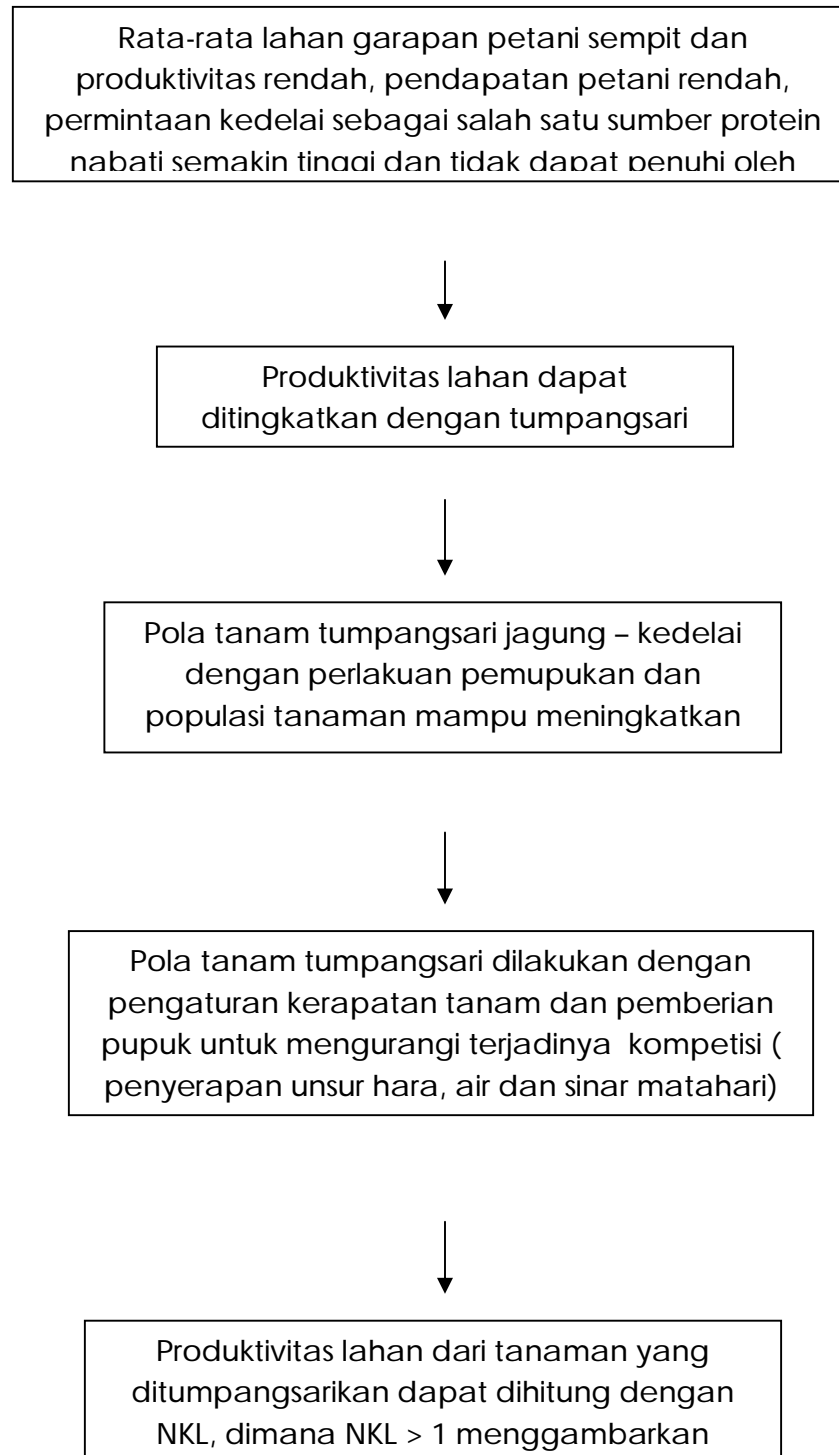 Rata-rata lahan garapan petani sempit dan
produktivitas rendah, pendapatan petani rendah,
permintaan kedelai sebagai salah satu sumber protein
nabati semakin tinggi dan tidak dapat penuhi oleh
Produktivitas lahan dapat
ditingkatkan dengan tumpangsari
Pola tanam tumpangsari jagung – kedelai
dengan perlakuan pemupukan dan
populasi tanaman mampu meningkatkan
Pola tanam tumpangsari dilakukan dengan
pengaturan kerapatan tanam dan pemberian
pupuk untuk mengurangi terjadinya kompetisi (
penyerapan unsur hara, air dan sinar matahari)
Produktivitas lahan dari tanaman yang
ditumpangsarikan dapat dihitung dengan
NKL, dimana NKL > 1 menggambarkan